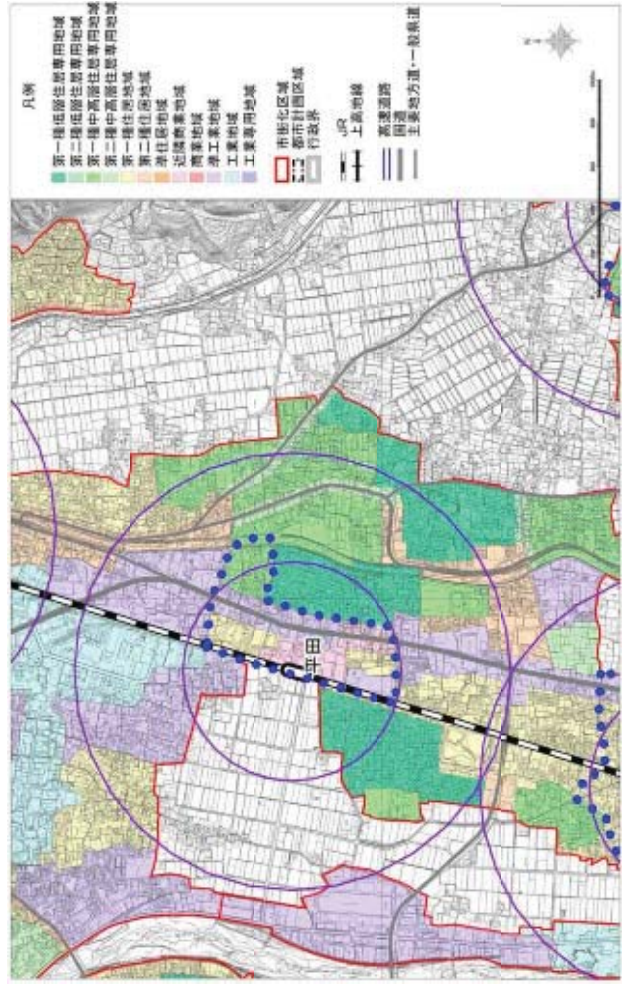 凡例
第一種低層住居専用地域
第二種低層住居専用地域
第一種中高層住居専用地域
第二種中高層住居専用地域
第一種住居地域
第二種住居地域
準住居地域
近隣商業地域
商業地域
準工業地域
工業地域
工業専用地域
市街化区域
都市計画区域
行政界
JR
上高地線
高速道路
国道
主要地方道・一般県道
N
平田